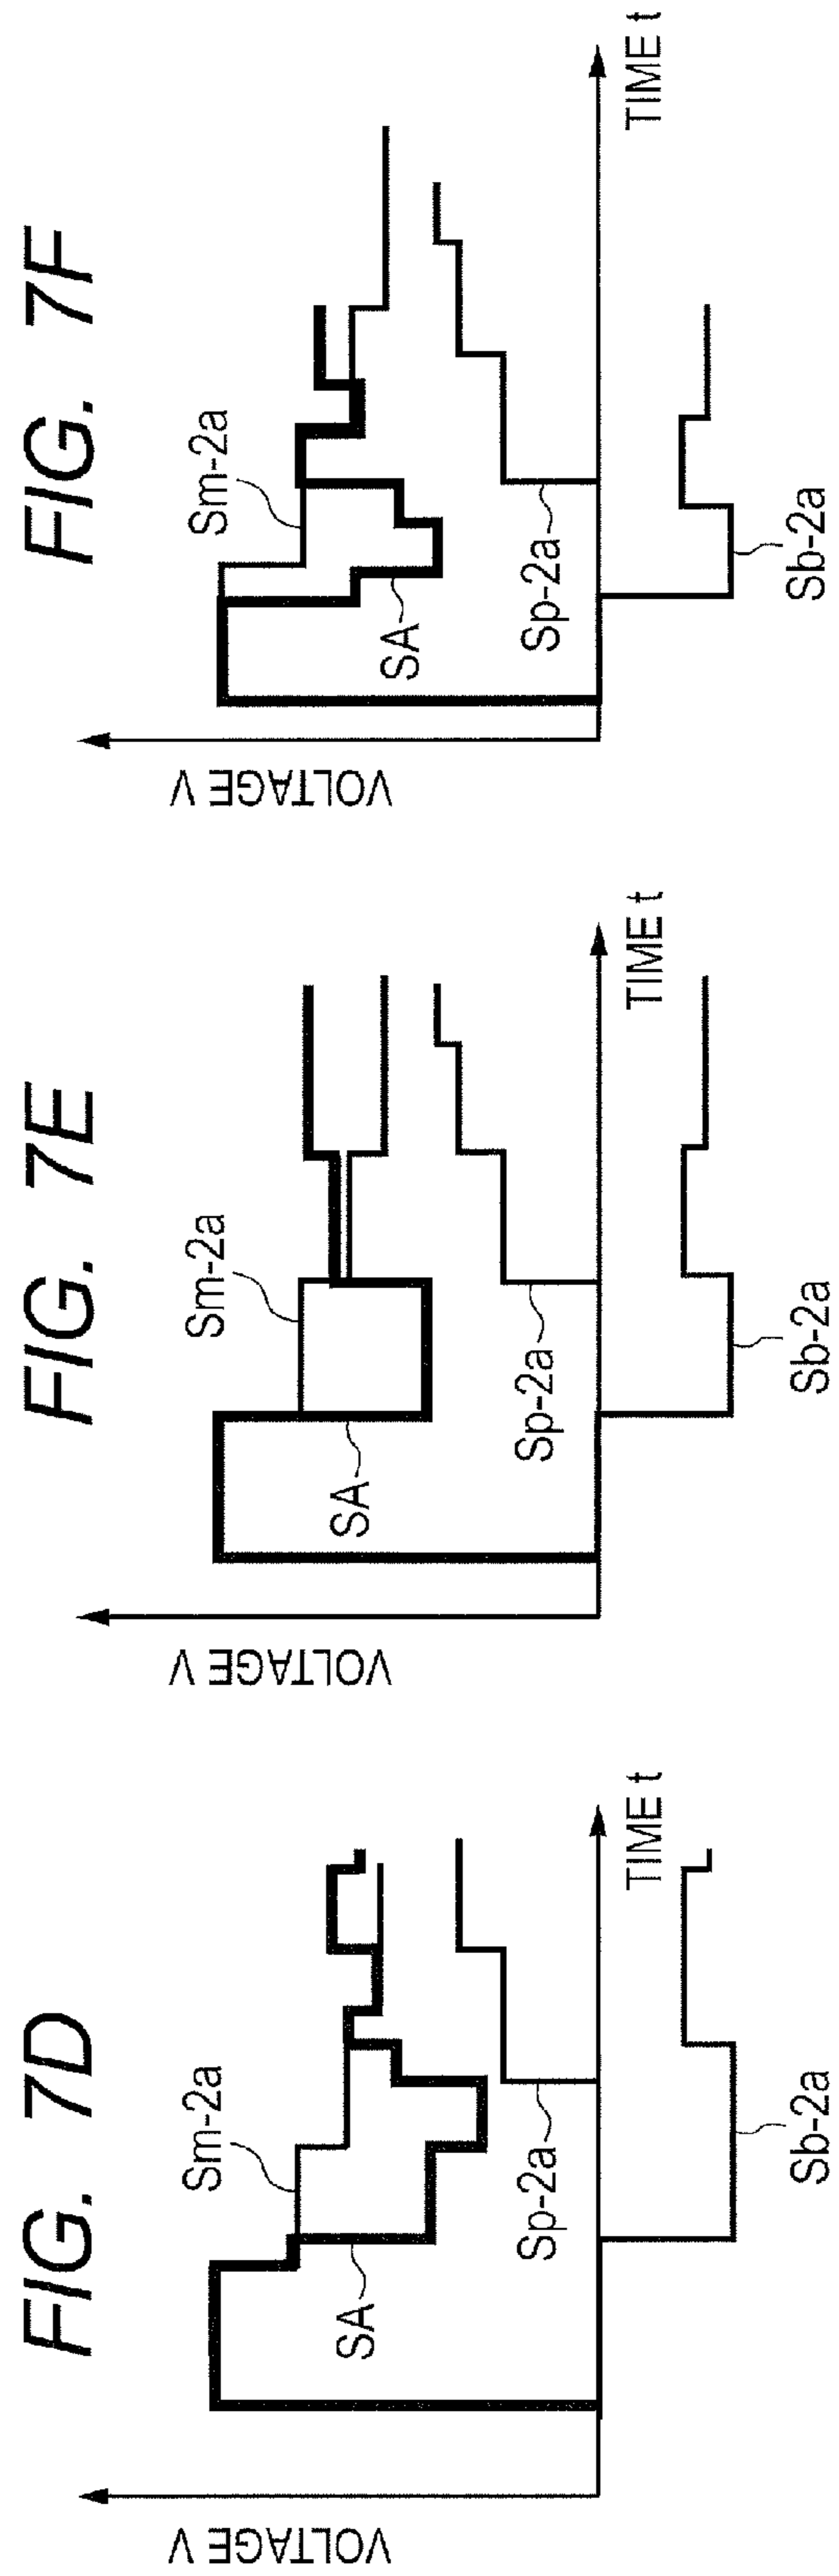 FIG. 7D
VOLTAGE V
Sm-2a
SA
Sp-2a
Sb-2a
TIME t
FIG. 7E
VOLTAGE V
Sm-2a
SA
Sp-2a
Sb-2a
TIME t
FIG. 7F
VOLTAGE V
Sm-2a
SA
Sp-2a
Sb-2a
TIME t